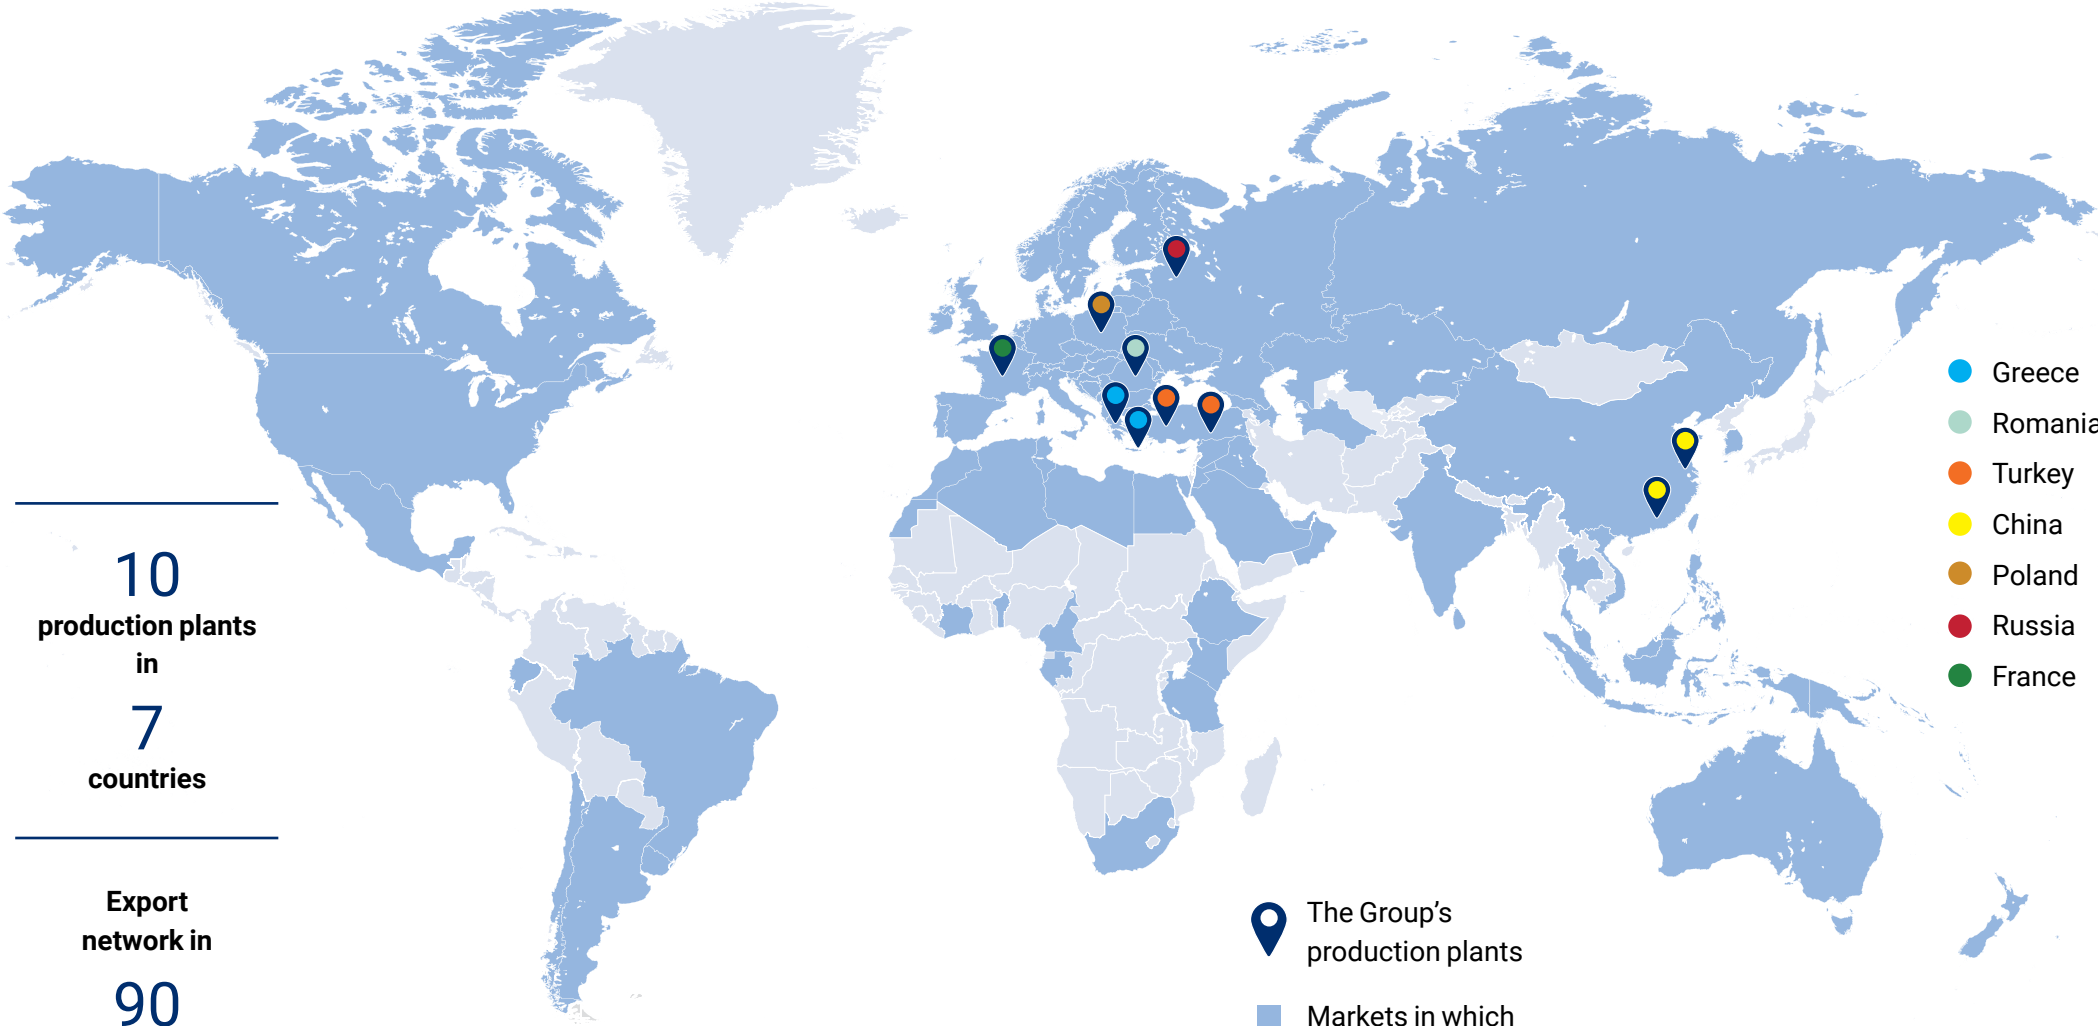 10
production plants
in
7
countries
Export
network in
90
Greece
Romania
Turkey
China
Poland
Russia
France
The Group’s
production plants
Markets in which